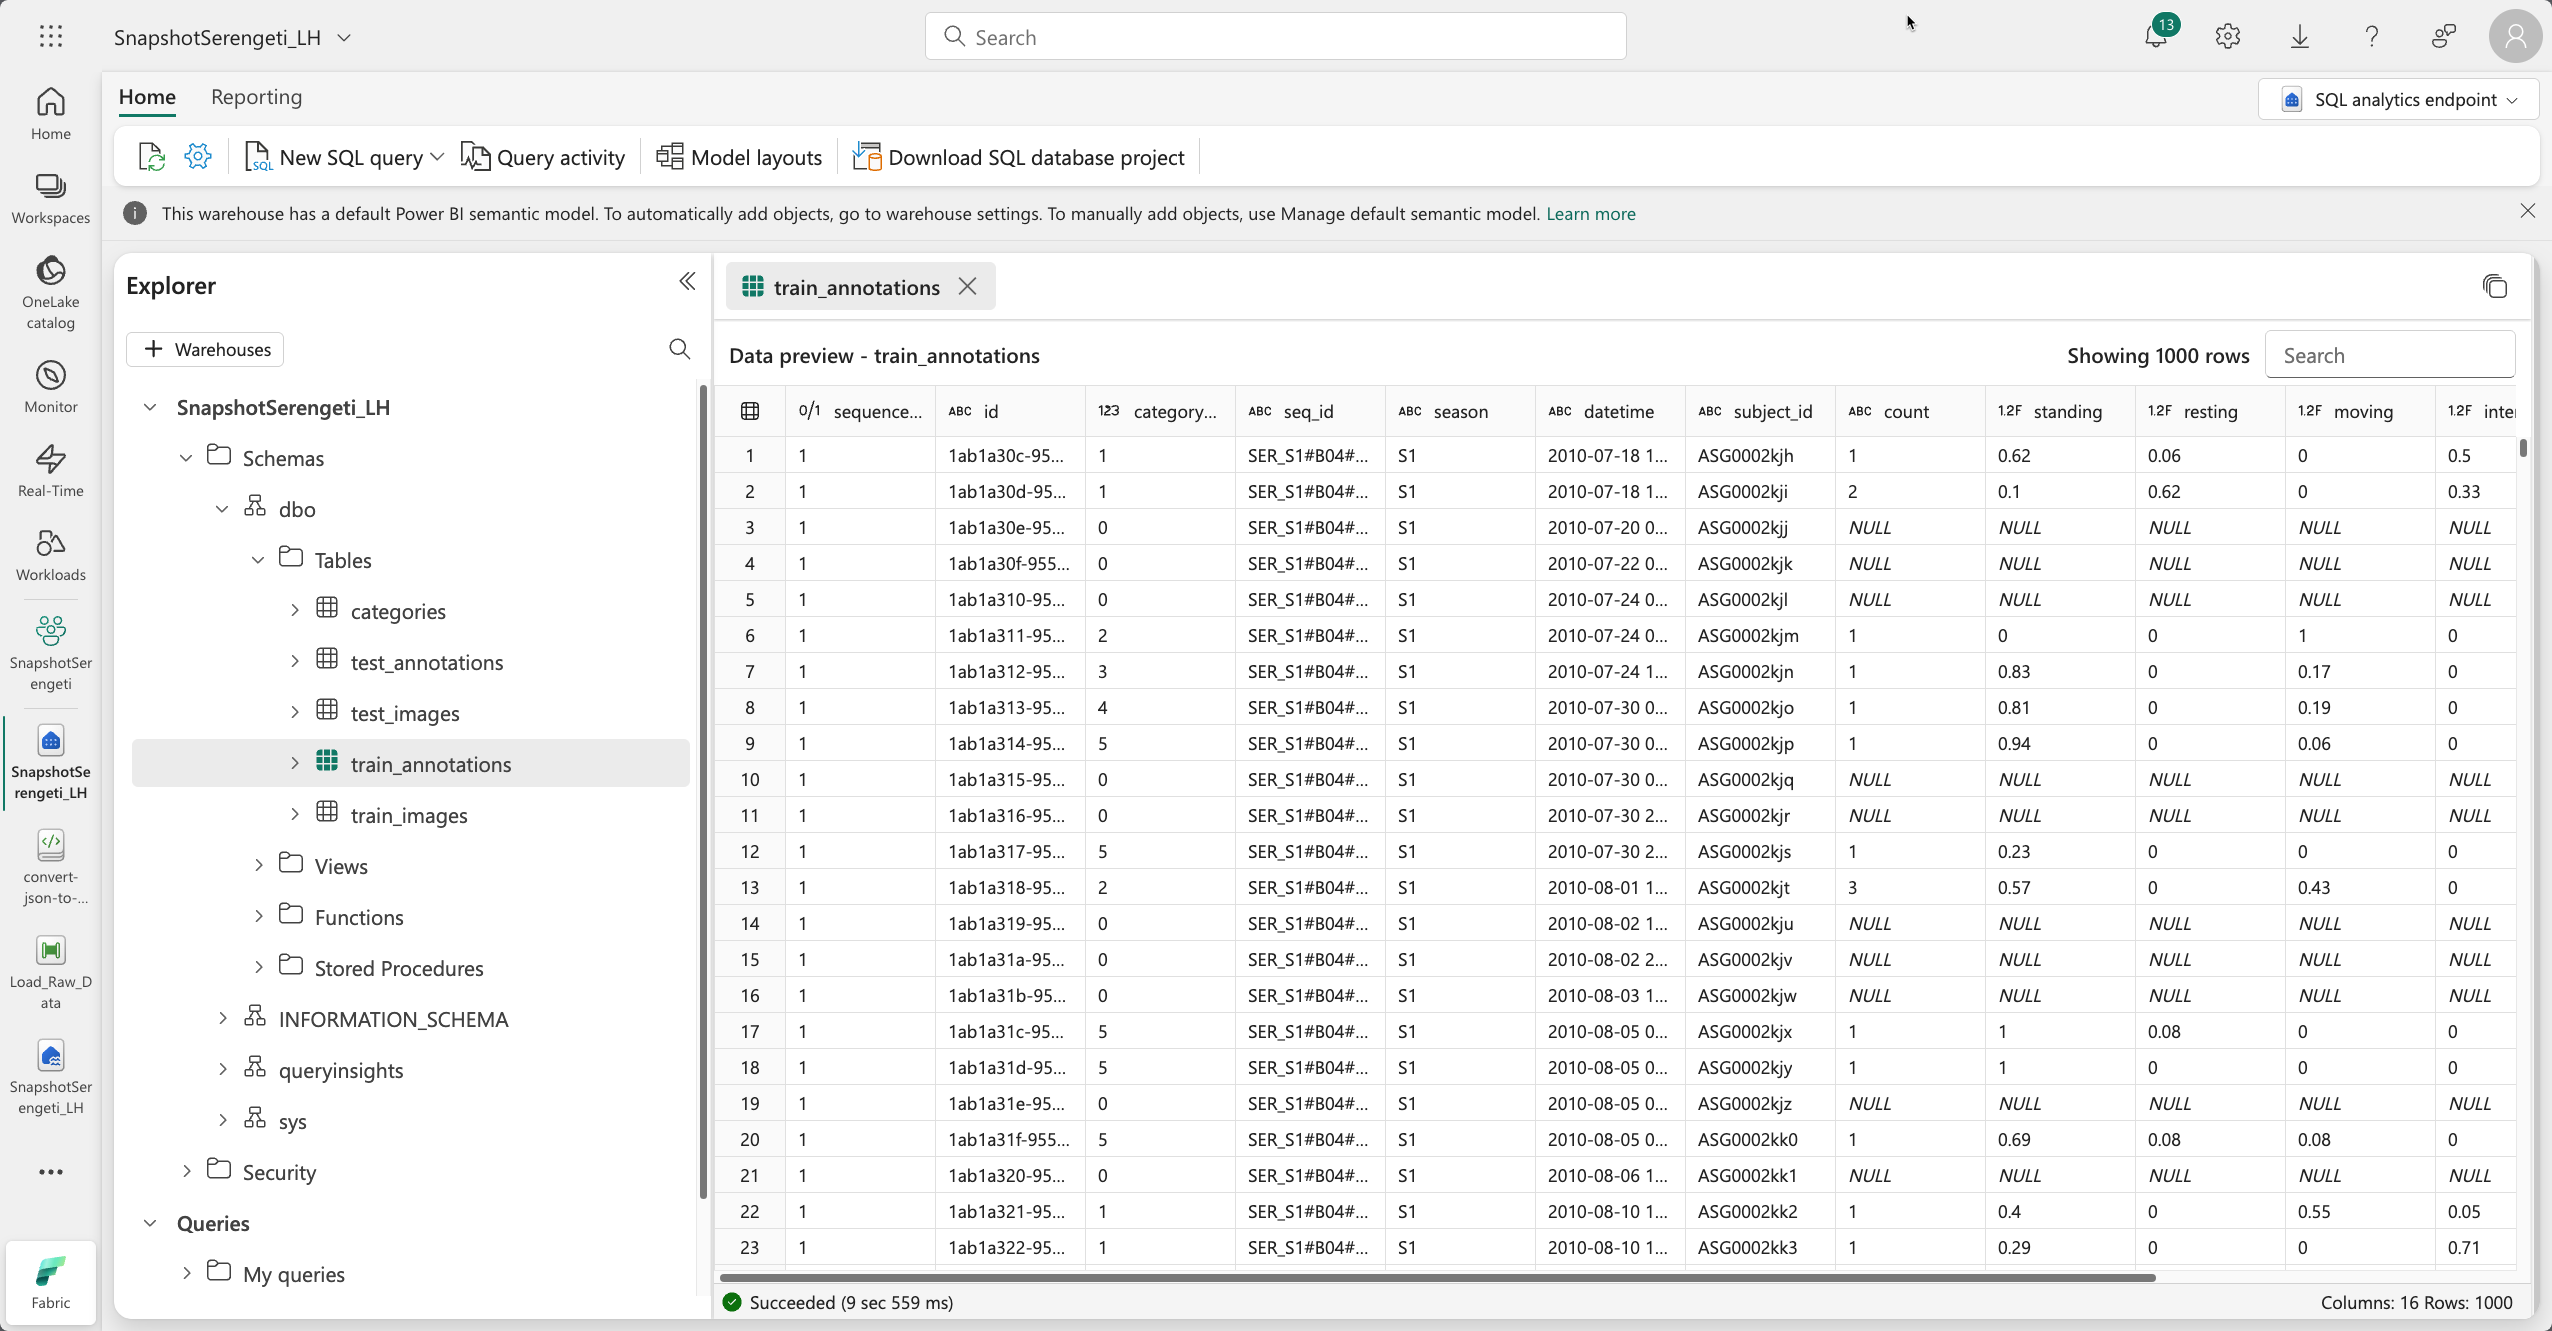 SnapshotSerengeti_LH
Search
13
Home
Workspaces
OneLake
catalog
Monitor
Real-Time
Workloads
SnapshotSer
engeti
SnapshotSe
rengeti_LH
convert-
json-to-...
Load_Raw_D
ata
SnapshotSer
engeti_LH
Fabric
Home Reporting
SQL analytics endpoint
SQL New SQL query Query activity Model layouts Download SQL database project
This warehouse has a default Power BI semantic model. To automatically add objects, go to warehouse settings. To manually add objects, use Manage default semantic model. Learn more
Explorer
+ Warehouses
SnapshotSerengeti_LH
Schemas
dbo
Tables
categories
test_annotations
test_images
train_annotations
train_images
Views
Functions
Stored Procedures
INFORMATION_SCHEMA
queryinsights
sys
Security
Queries
My queries
train_annotations
Data preview - train_annotations Showing 1000 rows Search
0/1 sequence... ABC id 123 category... ABC seq_id ABC season ABC datetime ABC subject_id ABC count 1.2F standing 1.2F resting 1.2F moving 1.2F inter
1 1 1ab1a30c-95... 1 SER_S1#B04#... S1 2010-07-18 1... ASG0002kjh 1 0.62 0.06 0 0.5
2 1 1ab1a30d-95... 1 SER_S1#B04#... S1 2010-07-18 1... ASG0002kji 2 0.1 0.62 0 0.33
3 1 1ab1a30e-95... 0 SER_S1#B04#... S1 2010-07-20 0... ASG0002kjj NULL NULL NULL NULL NULL
4 1 1ab1a30f-955... 0 SER_S1#B04#... S1 2010-07-22 0... ASG0002kjk NULL NULL NULL NULL NULL
5 1 1ab1a310-95... 0 SER_S1#B04#... S1 2010-07-24 0... ASG0002kjl NULL NULL NULL NULL NULL
6 1 1ab1a311-95... 2 SER_S1#B04#... S1 2010-07-24 0... ASG0002kjm 1 0 0 1 0
7 1 1ab1a312-95... 3 SER_S1#B04#... S1 2010-07-24 1... ASG0002kjn 1 0.83 0 0.17 0
8 1 1ab1a313-95... 4 SER_S1#B04#... S1 2010-07-30 0... ASG0002kjo 1 0.81 0 0.19 0
9 1 1ab1a314-95... 5 SER_S1#B04#... S1 2010-07-30 0... ASG0002kjp 1 0.94 0 0.06 0
10 1 1ab1a315-95... 0 SER_S1#B04#... S1 2010-07-30 0... ASG0002kjq NULL NULL NULL NULL NULL
11 1 1ab1a316-95... 0 SER_S1#B04#... S1 2010-07-30 2... ASG0002kjr NULL NULL NULL NULL NULL
12 1 1ab1a317-95... 5 SER_S1#B04#... S1 2010-07-30 2... ASG0002kjs 1 0.23 0 0 0
13 1 1ab1a318-95... 2 SER_S1#B04#... S1 2010-08-01 1... ASG0002kjt 3 0.57 0 0.43 0
14 1 1ab1a319-95... 0 SER_S1#B04#... S1 2010-08-02 1... ASG0002kju NULL NULL NULL NULL NULL
15 1 1ab1a31a-95... 0 SER_S1#B04#... S1 2010-08-02 2... ASG0002kjv NULL NULL NULL NULL NULL
16 1 1ab1a31b-95... 0 SER_S1#B04#... S1 2010-08-03 1... ASG0002kjw NULL NULL NULL NULL NULL
17 1 1ab1a31c-95... 5 SER_S1#B04#... S1 2010-08-05 0... ASG0002kjx 1 1 0.08 0 0
18 1 1ab1a31d-95... 5 SER_S1#B04#... S1 2010-08-05 0... ASG0002kjy 1 1 0 0 0
19 1 1ab1a31e-95... 0 SER_S1#B04#... S1 2010-08-05 0... ASG0002kjz NULL NULL NULL NULL NULL
20 1 1ab1a31f-955... 5 SER_S1#B04#... S1 2010-08-05 0... ASG0002kk0 1 0.69 0.08 0.08 0
21 1 1ab1a320-95... 0 SER_S1#B04#... S1 2010-08-06 1... ASG0002kk1 NULL NULL NULL NULL NULL
22 1 1ab1a321-95... 1 SER_S1#B04#... S1 2010-08-10 1... ASG0002kk2 1 0.4 0 0.55 0.05
23 1 1ab1a322-95... 1 SER_S1#B04#... S1 2010-08-10 1... ASG0002kk3 1 0.29 0 0 0.71
Succeeded (9 sec 559 ms) Columns: 16 Rows: 1000